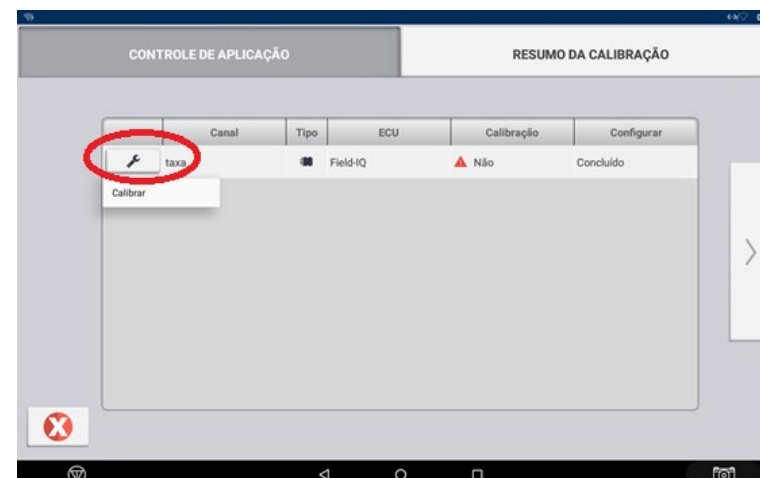 CONTROLE DE APLICAÇÃO
RESUMO DA CALIBRAÇÃO
Canal Tipo ECU Calibração Configurar
taxa Field-IQ Não Concluído
Calibrar